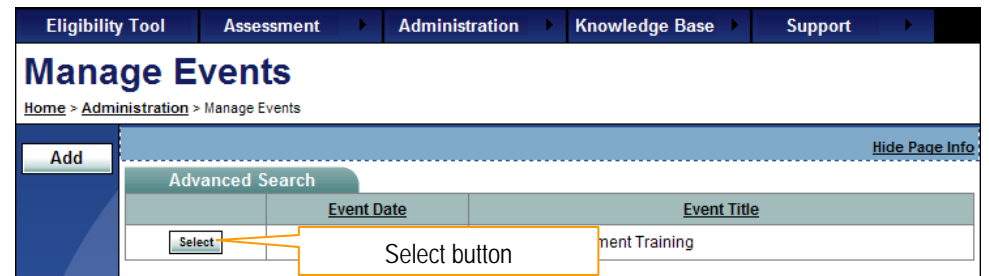 Eligibility Tool Assessment Administration Knowledge Base Support
Manage Events
Home > Administration > Manage Events
Add
Hide Page Info
Advanced Search
Event Date Event Title
Select Select button Training